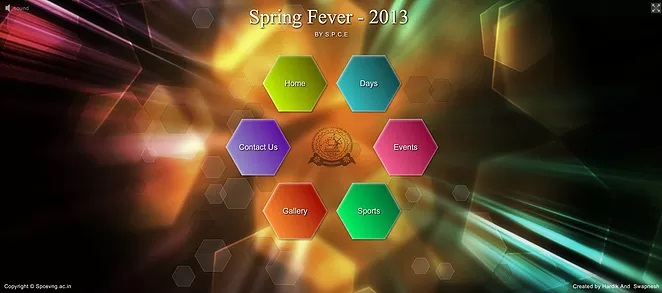 sound
Spring Fever - 2013
BY S.P.C.E
Home
Days
Contact Us
Events
Gallery
Sports
Copyright © Spcevng.ac.in
Created by Hardik And Swapnesh